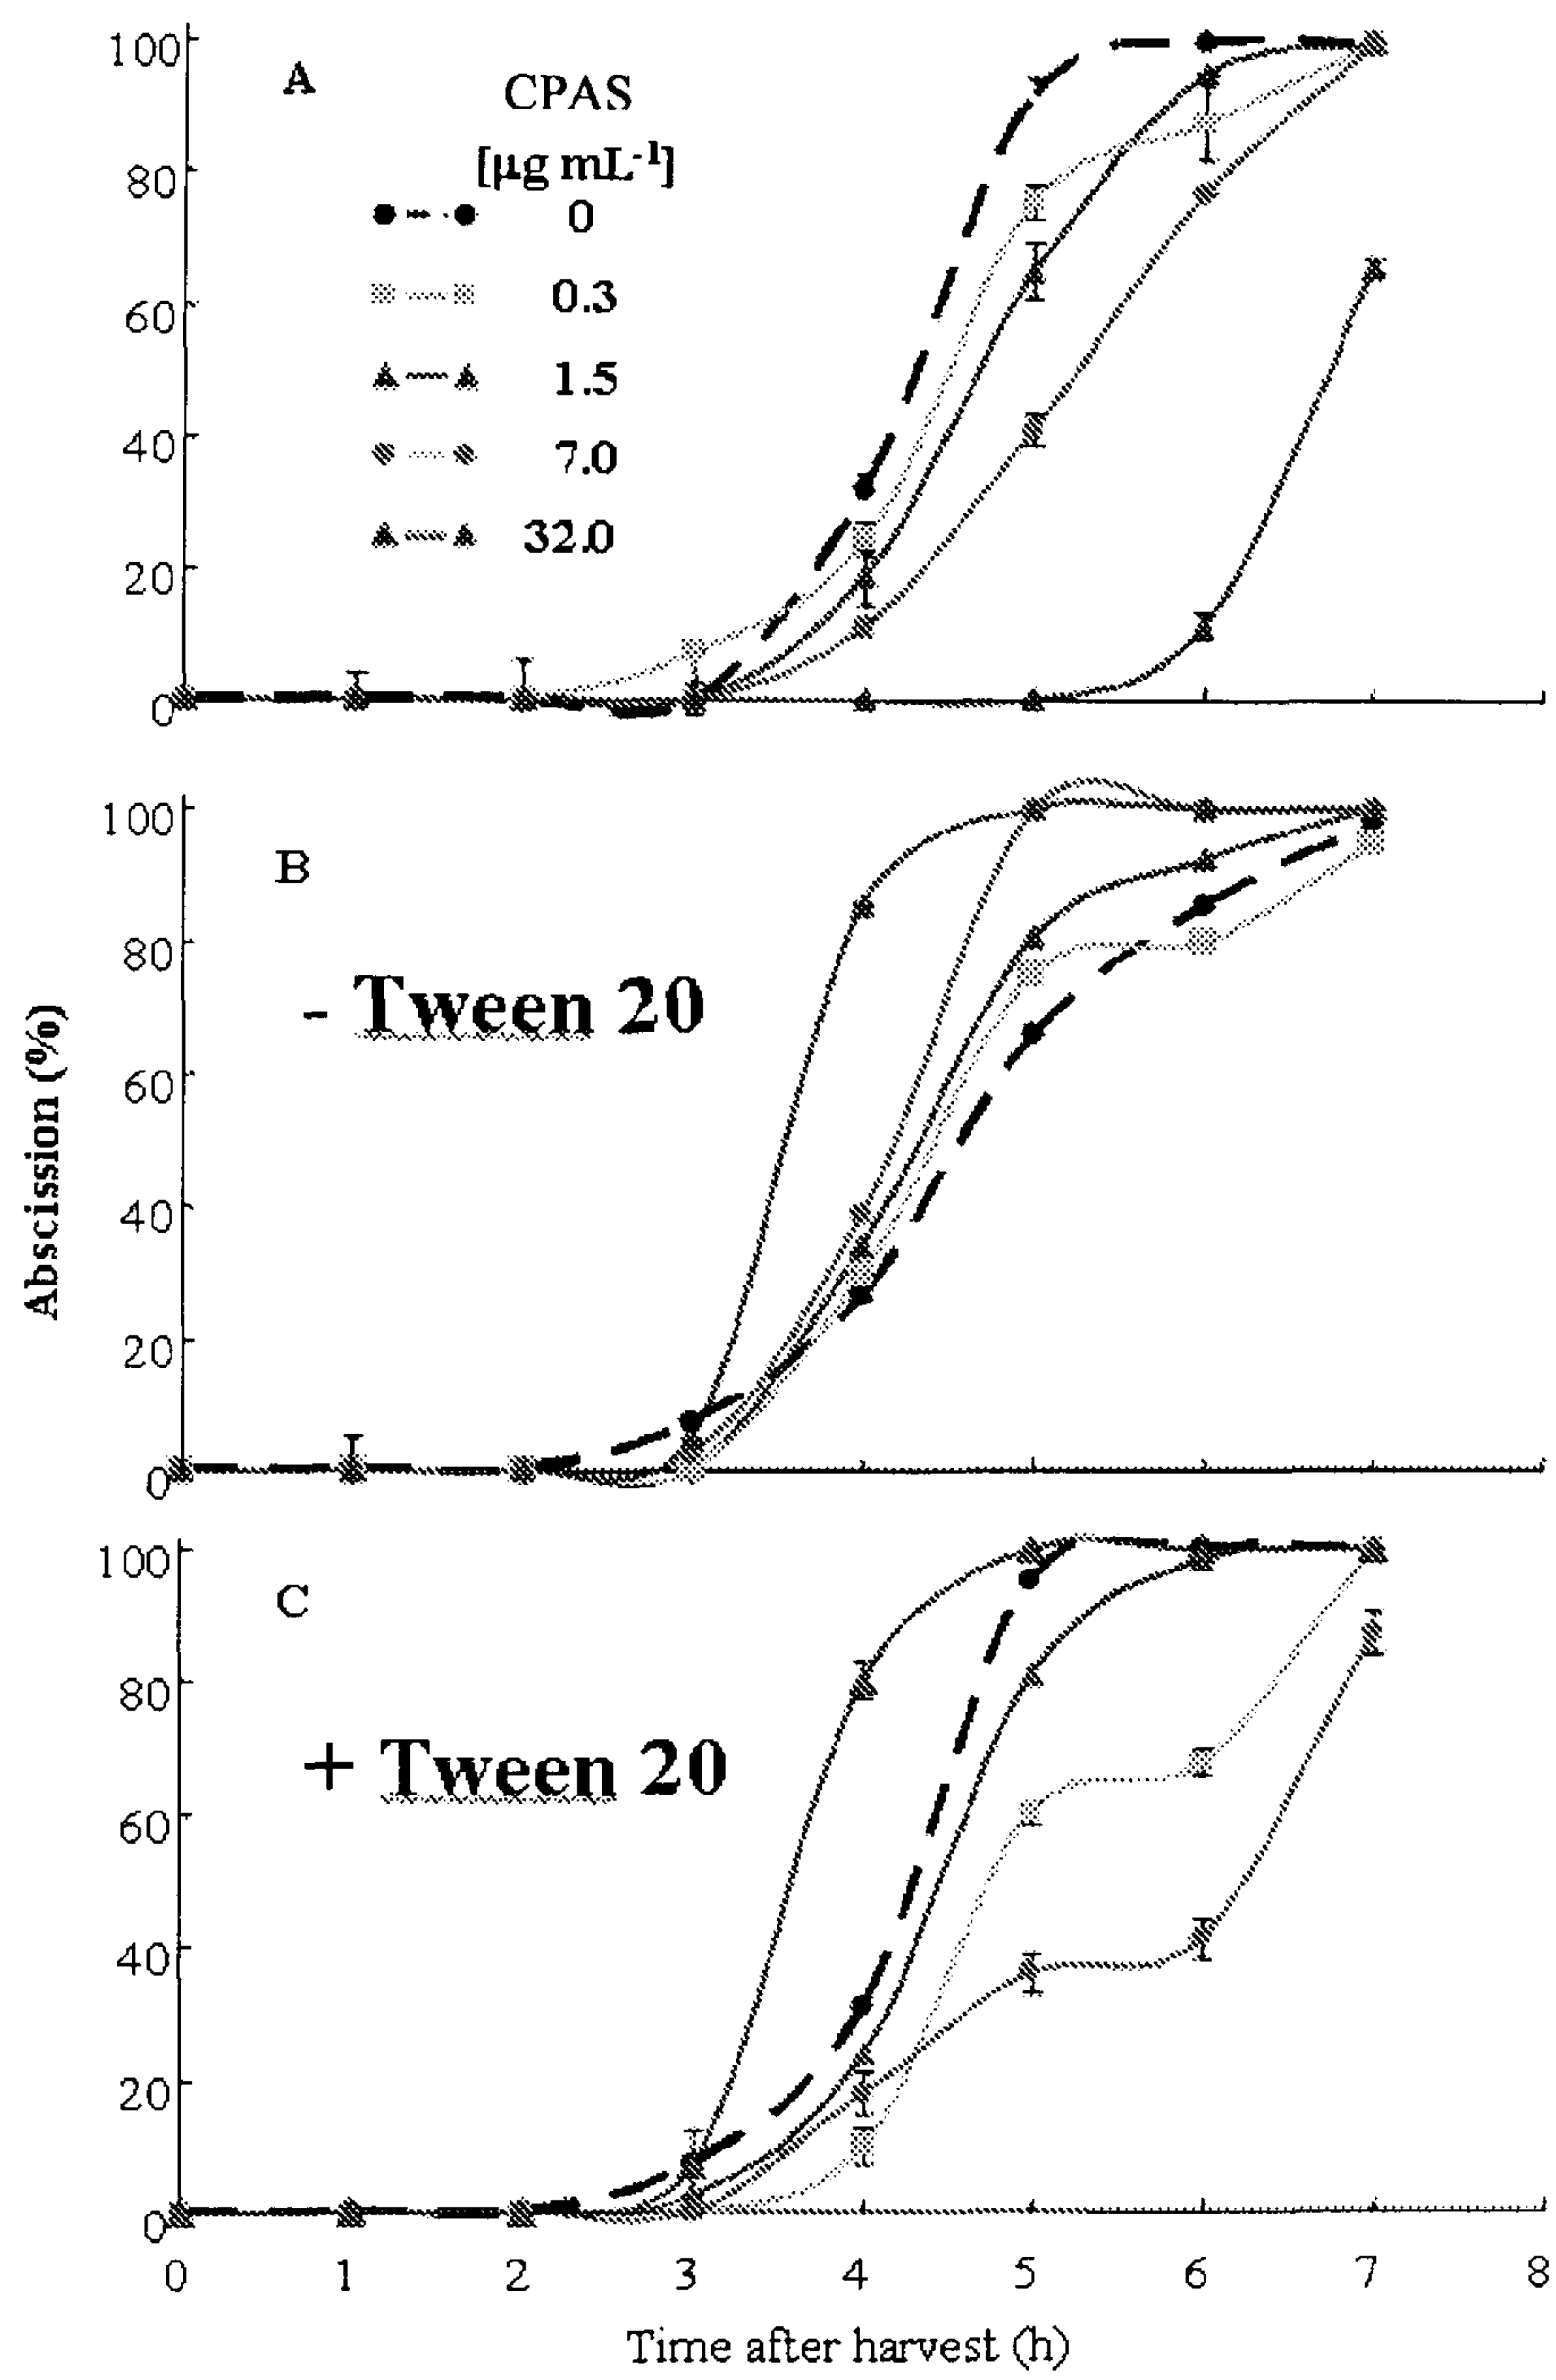 A
CPAS
[µg mL-1]
0
0.3
1.5
7.0
32.0
100
80
60
40
20
0
B
- Tween 20
100
80
60
40
20
0
Abscission (%)
C
+ Tween 20
100
80
60
40
20
0
0 1 2 3 4 5 6 7 8
Time after harvest (h)